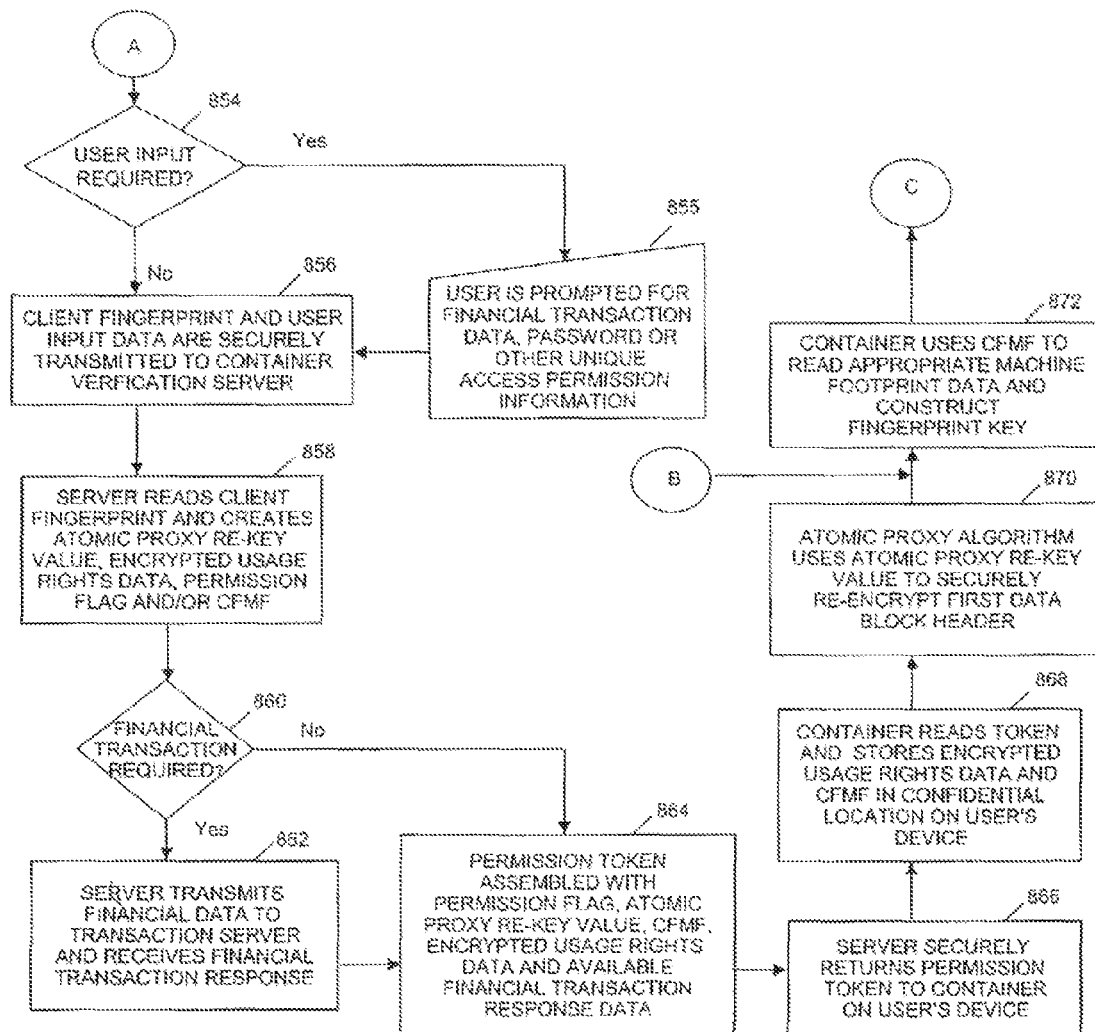 A
854
USER INPUT
REQUIRED?
Yes
No
855
USER IS PROMPTED FOR
FINANCIAL TRANSACTION
DATA, PASSWORD OR
OTHER UNIQUE
ACCESS PERMISSION
INFORMATION
856
CLIENT FINGERPRINT AND USER
INPUT DATA ARE SECURELY
TRANSMITTED TO CONTAINER
VERFICATION SERVER
858
SERVER READS CLIENT
FINGERPRINT AND CREATES
ATOMIC PROXY RE-KEY
VALUE, ENCRYPTED USAGE
RIGHTS DATA, PERMISSION
FLAG AND/OR CFMF
860
FINANCIAL
TRANSACTION
REQUIRED?
No
Yes
862
SERVER TRANSMITS
FINANCIAL DATA TO
TRANSACTION SERVER
AND RECEIVES FINANCIAL
TRANSACTION RESPONSE
864
PERMISSION TOKEN
ASSEMBLED WITH
PERMISSION FLAG, ATOMIC
PROXY RE-KEY VALUE, CFMF,
ENCRYPTED USAGE RIGHTS
DATA AND AVAILABLE
FINANCIAL TRANSACTION
RESPONSE DATA
866
SERVER SECURELY
RETURNS PERMISSION
TOKEN TO CONTAINER
ON USER'S DEVICE
868
CONTAINER READS TOKEN
AND STORES ENCRYPTED
USAGE RIGHTS DATA AND
CFMF IN CONFIDENTIAL
LOCATION ON USER'S
DEVICE
870
ATOMIC PROXY ALGORITHM
USES ATOMIC PROXY RE-KEY
VALUE TO SECURELY
RE-ENCRYPT FIRST DATA
BLOCK HEADER
B
872
CONTAINER USES CFMF TO
READ APPROPRIATE MACHINE
FOOTPRINT DATA AND
CONSTRUCT
FINGERPRINT KEY
C